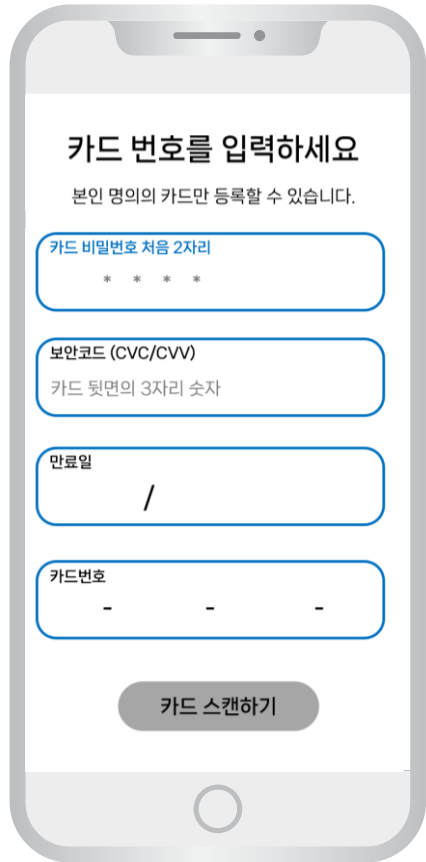 카드 번호를 입력하세요
본인 명의의 카드만 등록할 수 있습니다.
카드 비밀번호 처음 2자리
* * * *
보안코드 (CVC/CVV)
카드 뒷면의 3자리 숫자
만료일
/
카드번호
- - -
카드 스캔하기